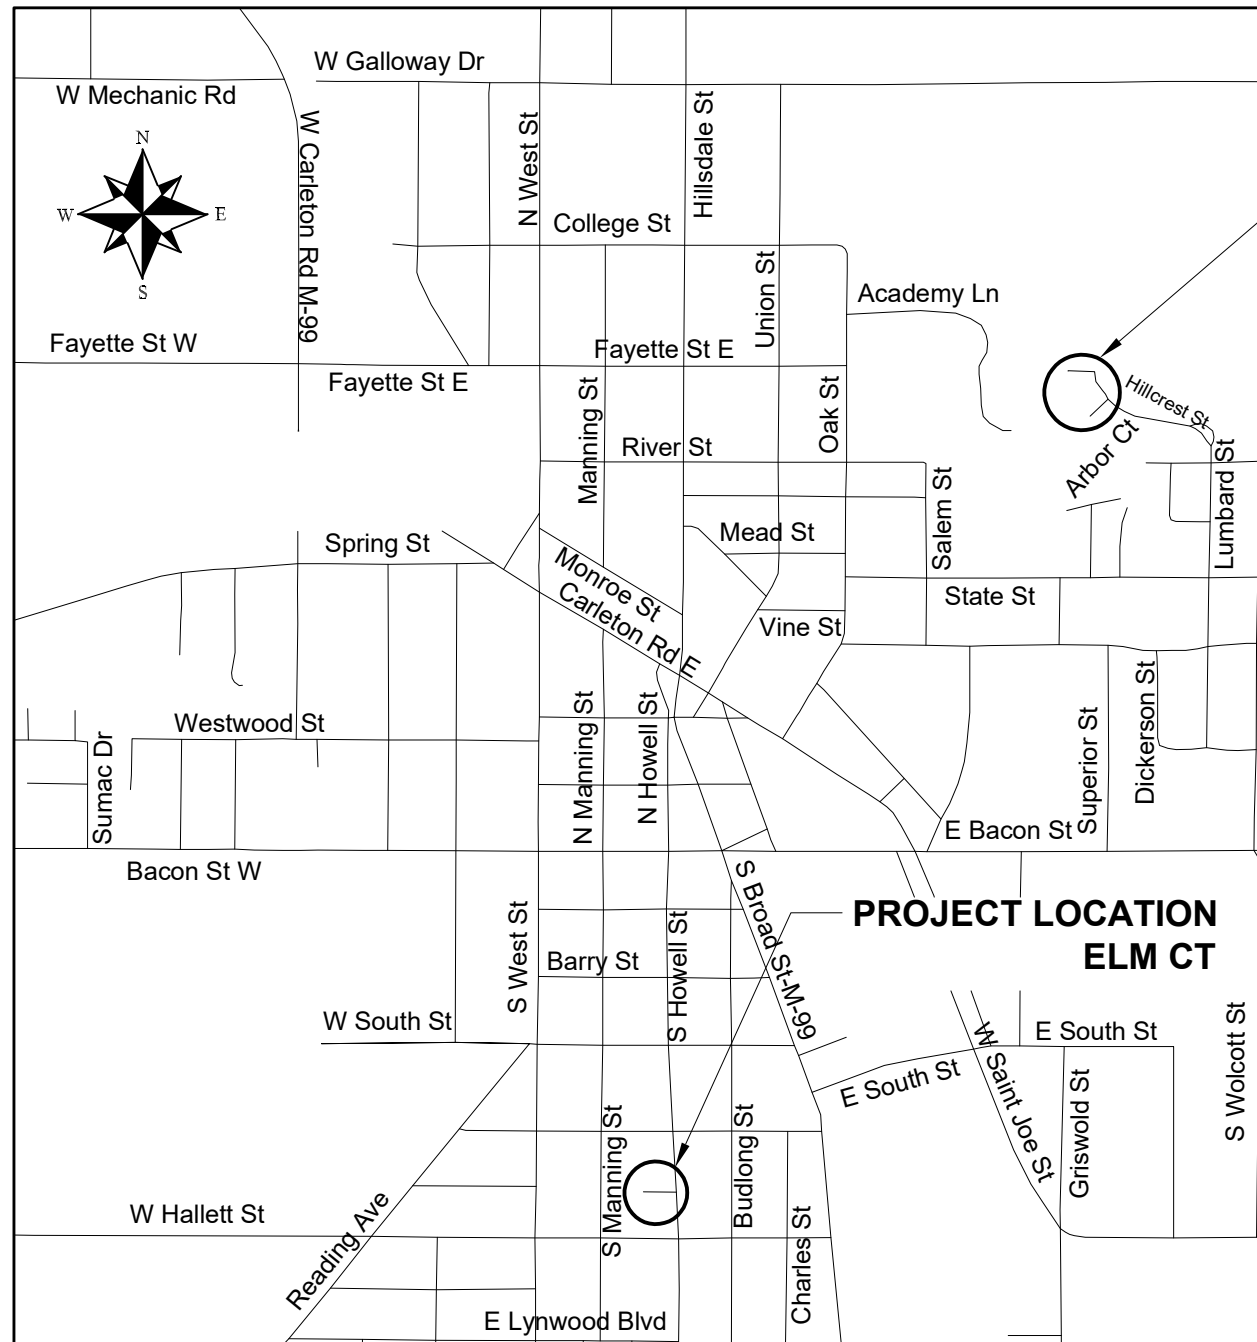 W Galloway Dr
W Mechanic Rd
N
W
E
S
W Carleton Rd M-99
N West St
Hillsdale St
College St
Union St
Academy Ln
Fayette St W
Fayette St E
Fayette St E
Hillcrest St
Manning St
Oak St
River St
Arbor Ct
Lumbard St
Salem St
Spring St
Mead St
Monroe St
Carleton Rd E
State St
Vine St
Westwood St
Sumac Dr
N Manning St
N Howell St
Superior St
Dickerson St
E Bacon St
Bacon St W
S Broad St-M-99
PROJECT LOCATION
ELM CT
S West St
Barry St
S Howell St
W South St
E South St
E South St
W Saint Joe St
Griswold St
S Wolcott St
S Manning St
Budlong St
Charles St
W Hallett St
Reading Ave
E Lynwood Blvd